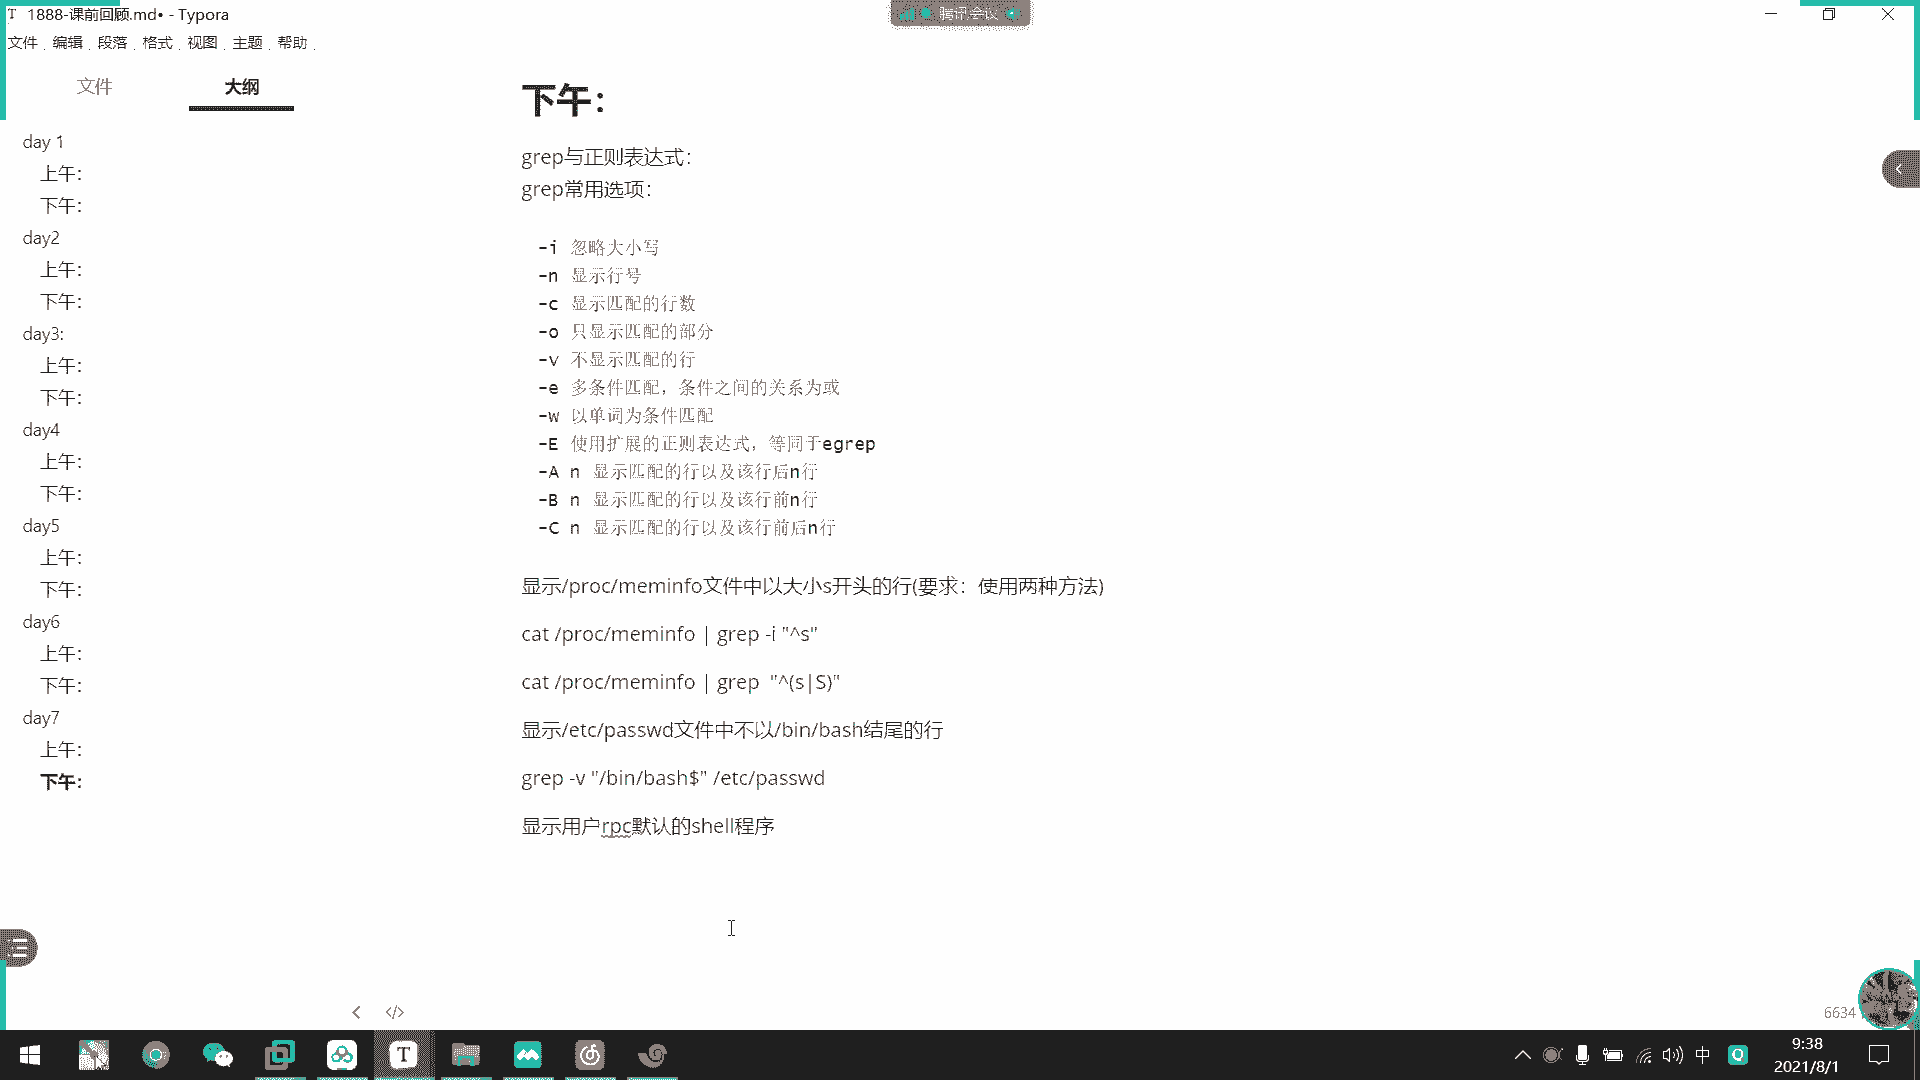 1888-课前回顾.md• - Typora
腾讯会议
文件 编辑 段落 格式 视图 主题 帮助
文件 大纲
day 1
上午：
下午：
day2
上午：
下午：
day3:
上午：
下午：
day4
上午：
下午：
day5
上午：
下午：
day6
上午：
下午：
day7
上午：
下午：
下午：
grep与正则表达式：
grep常用选项：
-i 忽略大小写
-n 显示行号
-c 显示匹配的行数
-o 只显示匹配的部分
-v 不显示匹配的行
-e 多条件匹配，条件之间的关系为或
-w 以单词为条件匹配
-E 使用扩展的正则表达式，等同于egrep
-A n 显示匹配的行以及该行后n行
-B n 显示匹配的行以及该行前n行
-C n 显示匹配的行以及该行前后n行
显示/proc/meminfo文件中以大小s开头的行(要求：使用两种方法)
cat /proc/meminfo | grep -i "^s"
cat /proc/meminfo | grep  "^(s|S)"
显示/etc/passwd文件中不以/bin/bash结尾的行
grep -v "/bin/bash$" /etc/passwd
显示用户rpc默认的shell程序
6634
中
9:38
2021/8/1